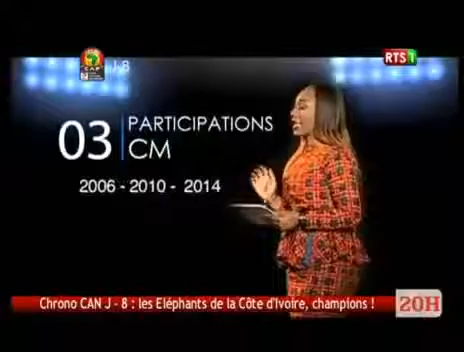 CAF
J-8
RTS1
03 PARTICIPATIONS
CM
2006 - 2010 - 2014
Chrono CAN J - 8 : les Eléphants de la Côte d'Ivoire, champions !
20H